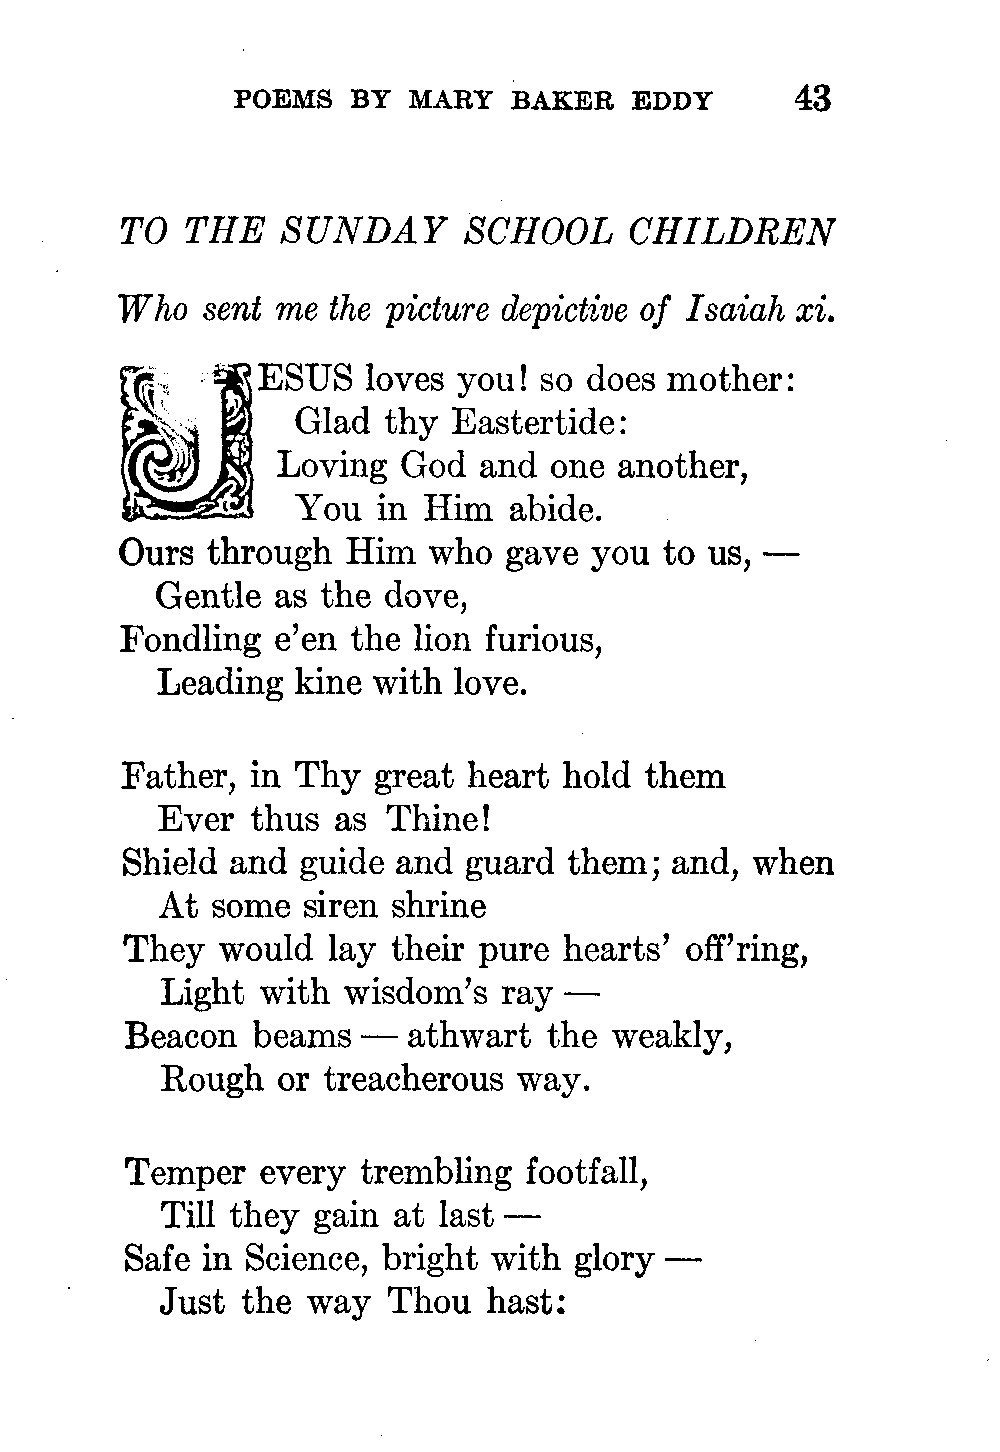 POEMS BY MARY BAKER EDDY 43
TO THE SUNDAY SCHOOL CHILDREN
Who sent me the picture depictive of Isaiah xi.
JESUS loves you! so does mother:
Glad thy Eastertide:
Loving God and one another,
You in Him abide.
Ours through Him who gave you to us, —
Gentle as the dove,
Fondling e'en the lion furious,
Leading kine with love.
Father, in Thy great heart hold them
Ever thus as Thine!
Shield and guide and guard them; and, when
At some siren shrine
They would lay their pure hearts' off'ring,
Light with wisdom's ray —
Beacon beams — athwart the weakly,
Rough or treacherous way.
Temper every trembling footfall,
Till they gain at last —
Safe in Science, bright with glory —
Just the way Thou hast: